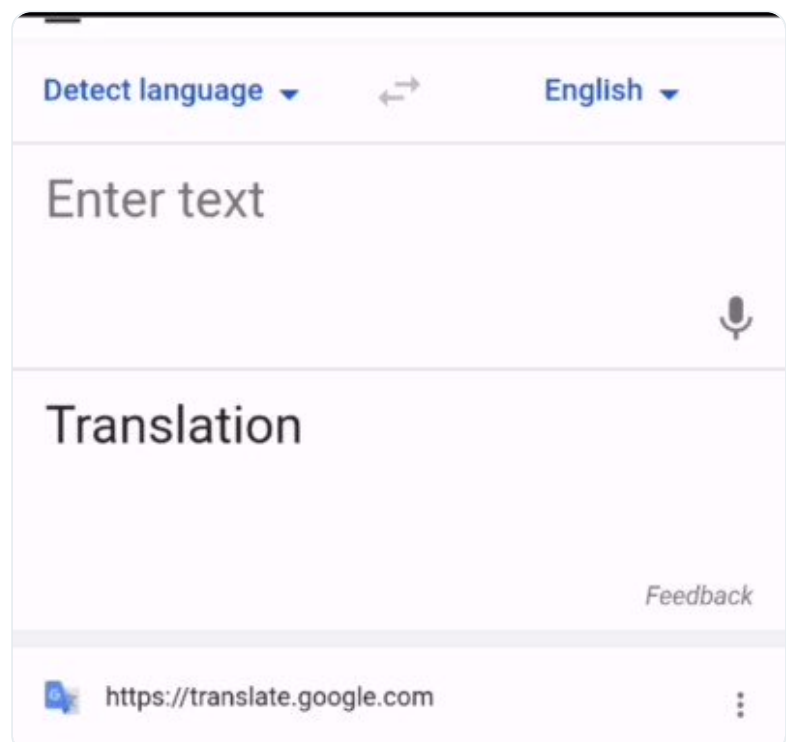 Detect language English
Enter text
Translation
Feedback
https://translate.google.com